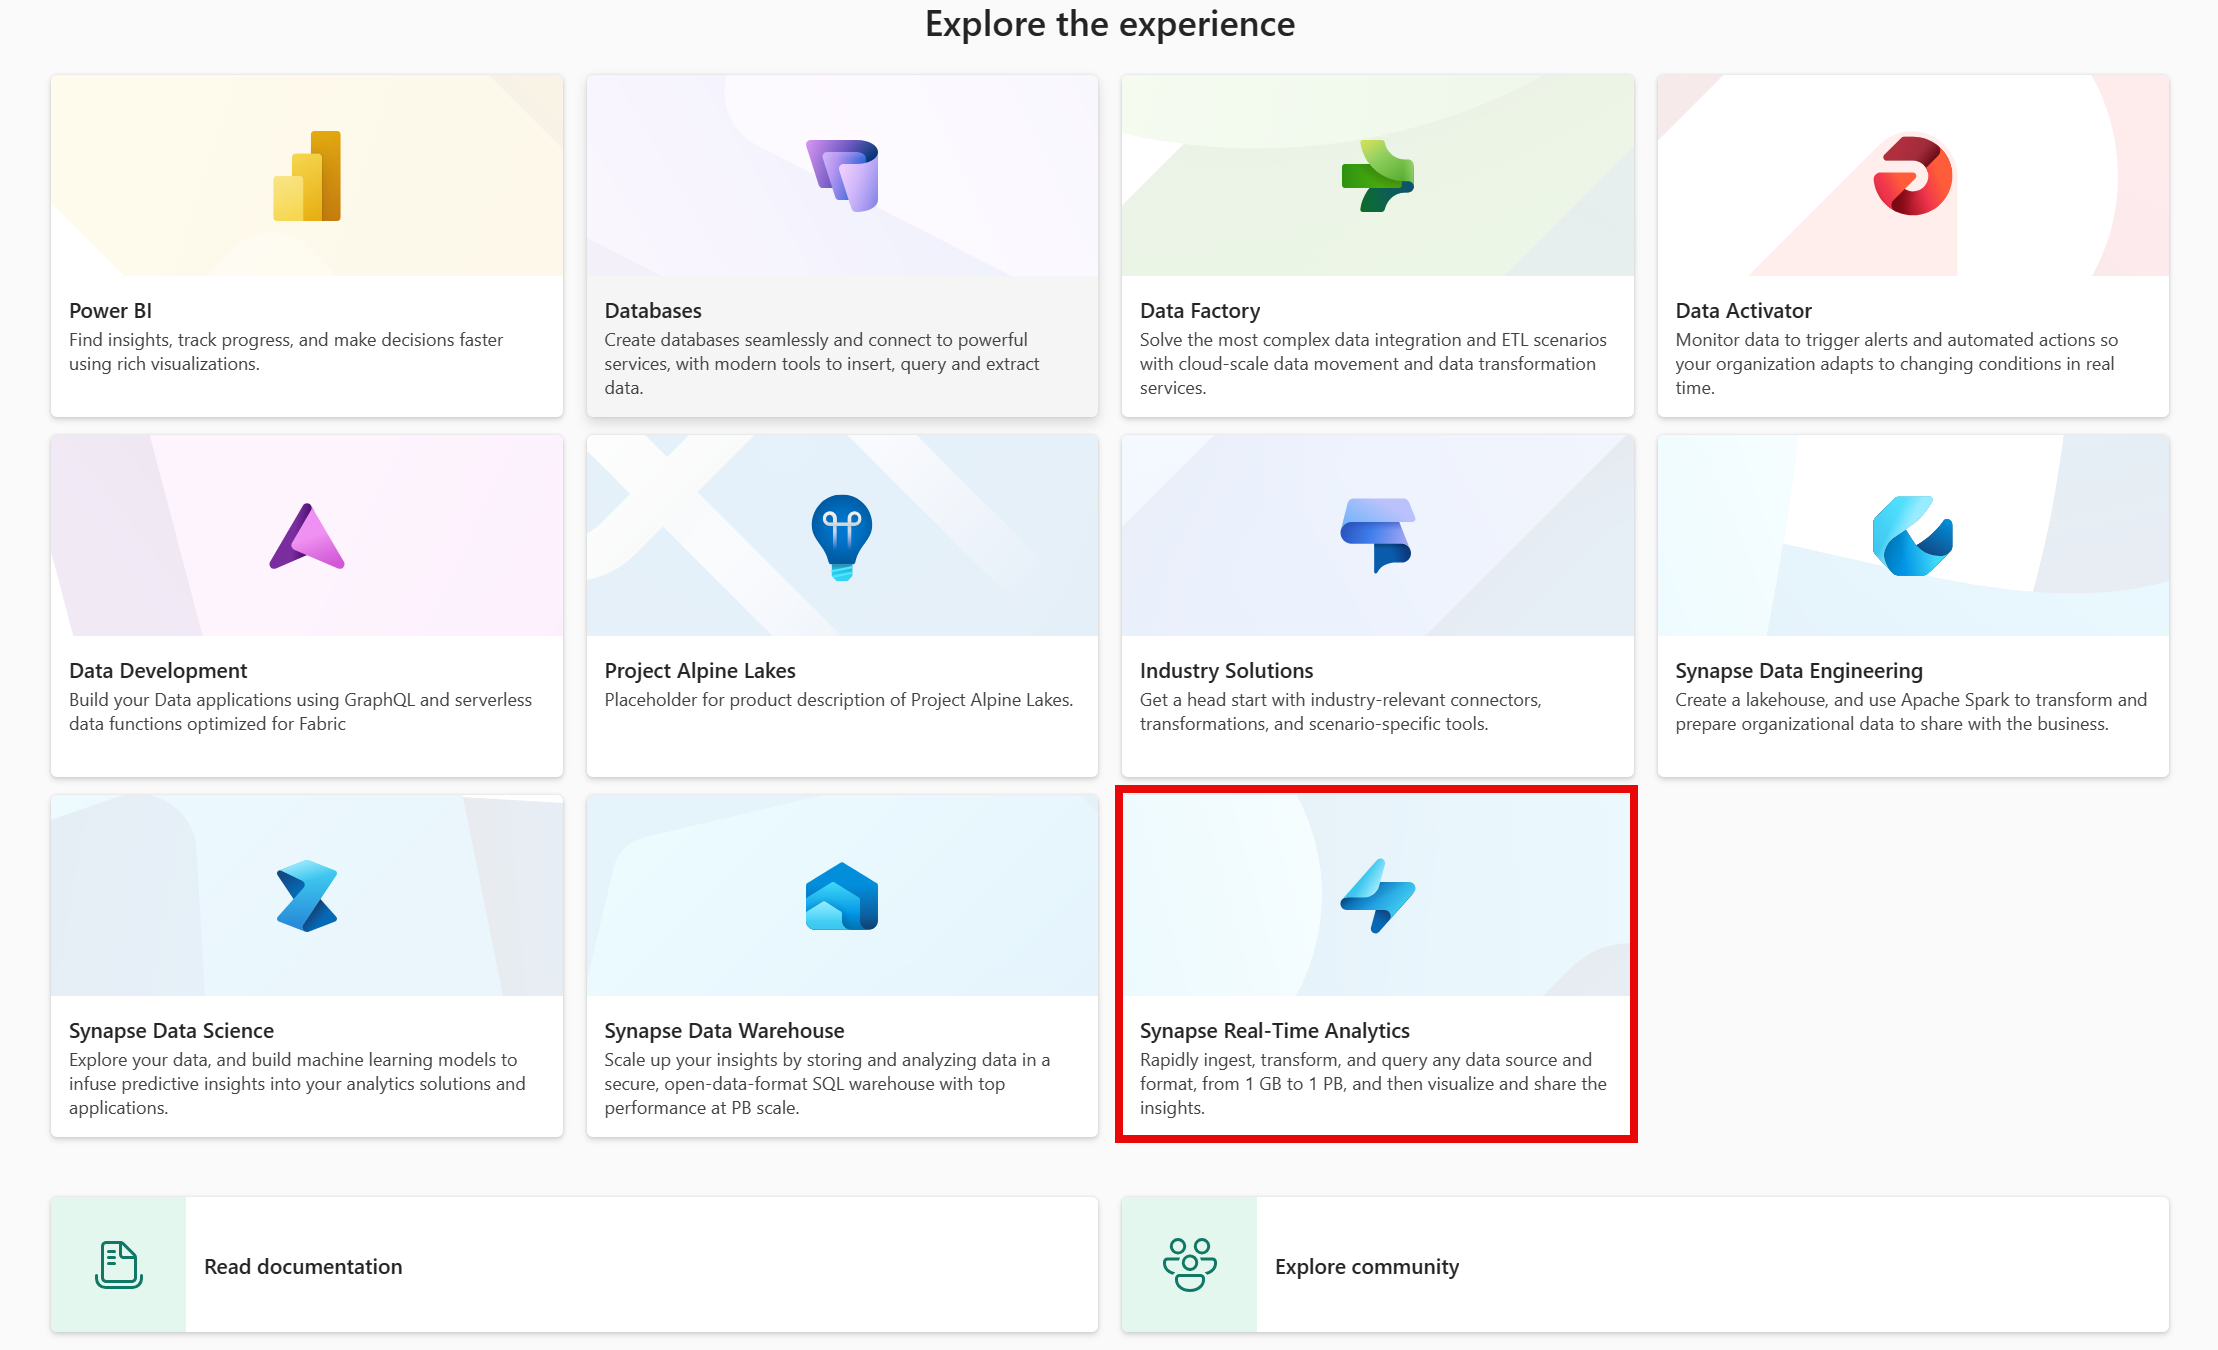 Explore the experience
Power BI
Find insights, track progress, and make decisions faster
using rich visualizations.
Databases
Create databases seamlessly and connect to powerful
services, with modern tools to insert, query and extract
data.
Data Factory
Solve the most complex data integration and ETL scenarios
with cloud-scale data movement and data transformation
services.
Data Activator
Monitor data to trigger alerts and automated actions so
your organization adapts to changing conditions in real
time.
Data Development
Build your Data applications using GraphQL and serverless
data functions optimized for Fabric
Project Alpine Lakes
Placeholder for product description of Project Alpine Lakes.
Industry Solutions
Get a head start with industry-relevant connectors,
transformations, and scenario-specific tools.
Synapse Data Engineering
Create a lakehouse, and use Apache Spark to transform and
prepare organizational data to share with the business.
Synapse Data Science
Explore your data, and build machine learning models to
infuse predictive insights into your analytics solutions and
applications.
Synapse Data Warehouse
Scale up your insights by storing and analyzing data in a
secure, open-data-format SQL warehouse with top
performance at PB scale.
Synapse Real-Time Analytics
Rapidly ingest, transform, and query any data source and
format, from 1 GB to 1 PB, and then visualize and share the
insights.
Read documentation
Explore community